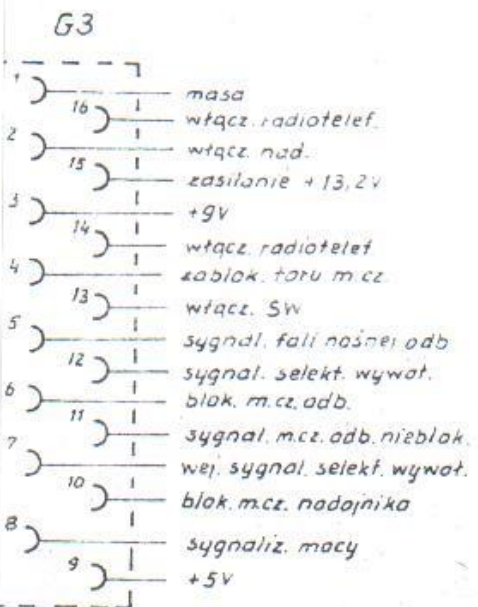 G3
1 masa
16 włącz. radiotelef.
2 włącz. nad.
15 zasilanie +13,2V
3 +9V
14 włącz. radiotelef
4 zablok. toru m.cz.
13 włącz. SW
5 sygnal. fali nośnej odb
12 sygnal. selekt. wywoł.
6 blok. m.cz. odb.
11 sygnal. m.cz. odb. nieblok.
7 wej. sygnal. selekt. wywoł.
10 blok. m.cz. nadajnika
8 sygnaliz. mocy
9 +5V